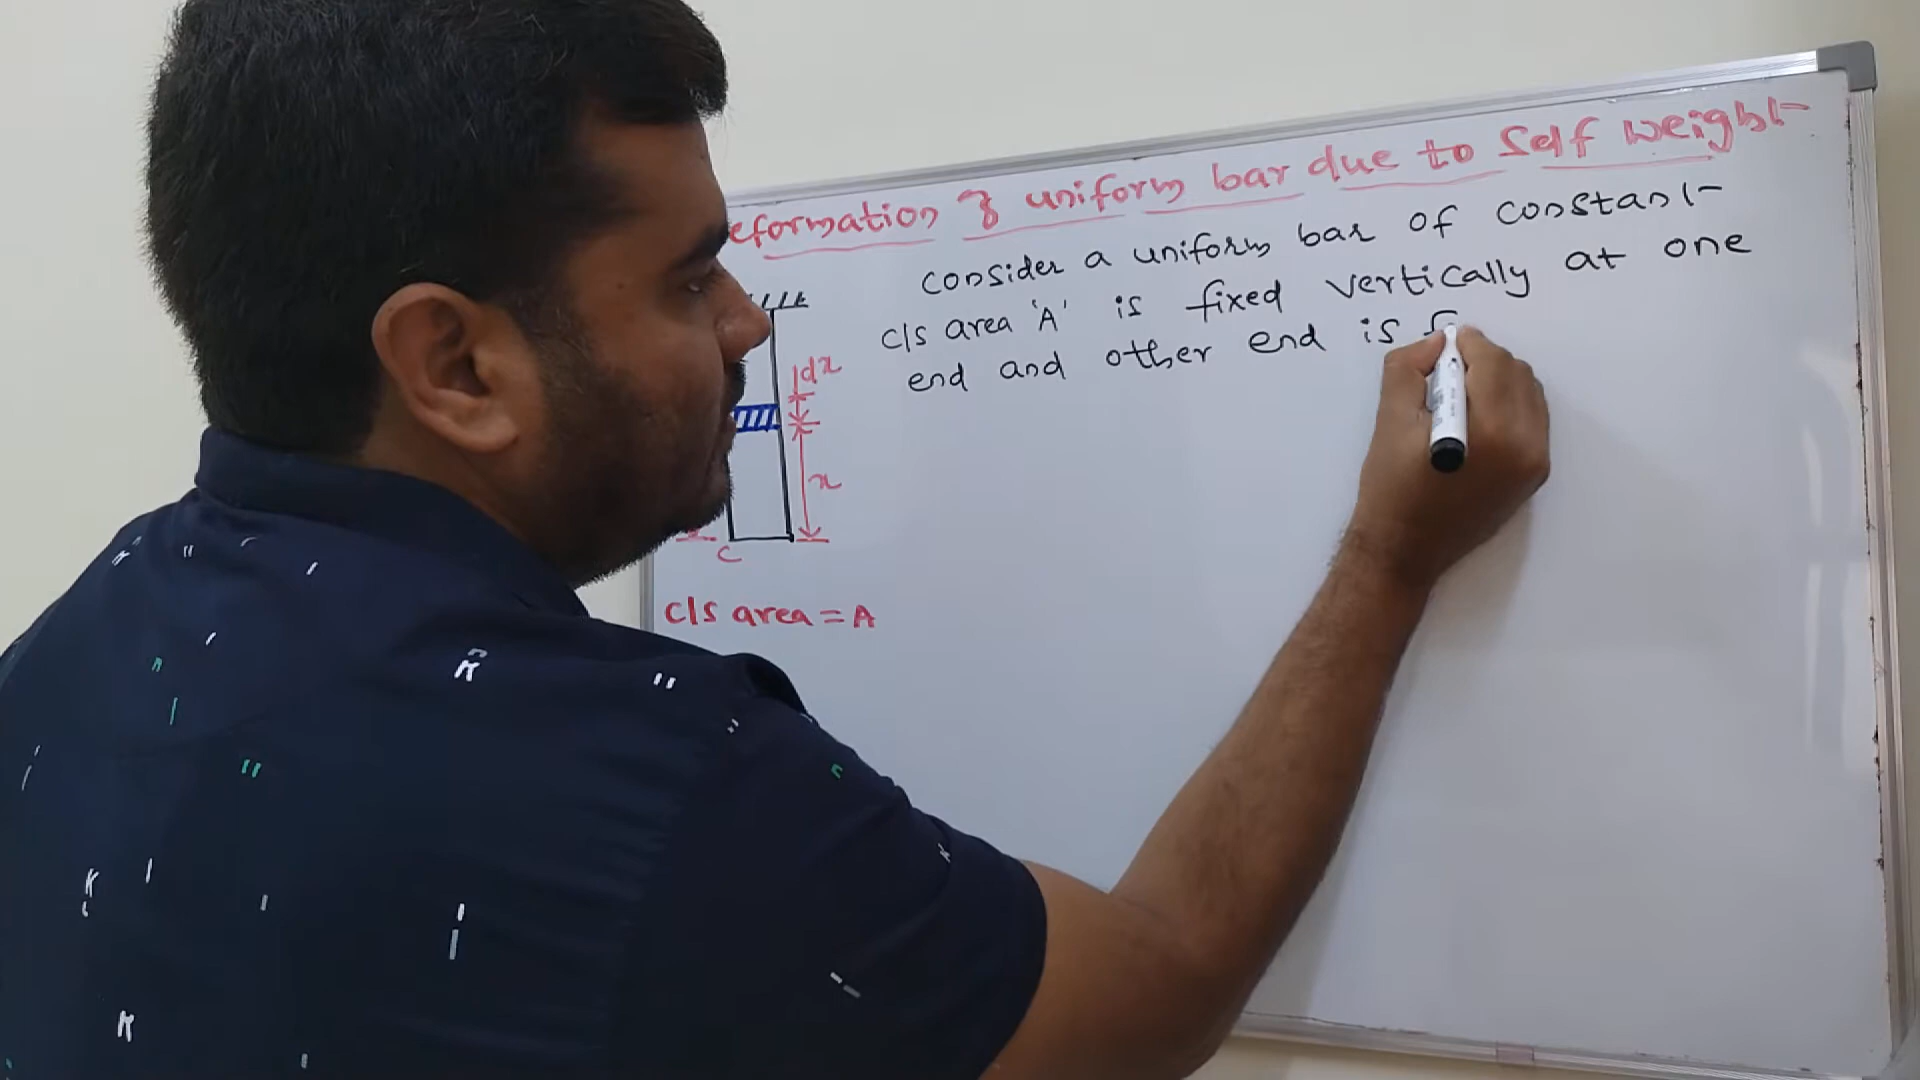 eformation of uniform bar due to Self weight
consider a uniform bar of constant
c/s area 'A' is fixed vertically at one
end and other end is f
dx
x
C
c/s area = A